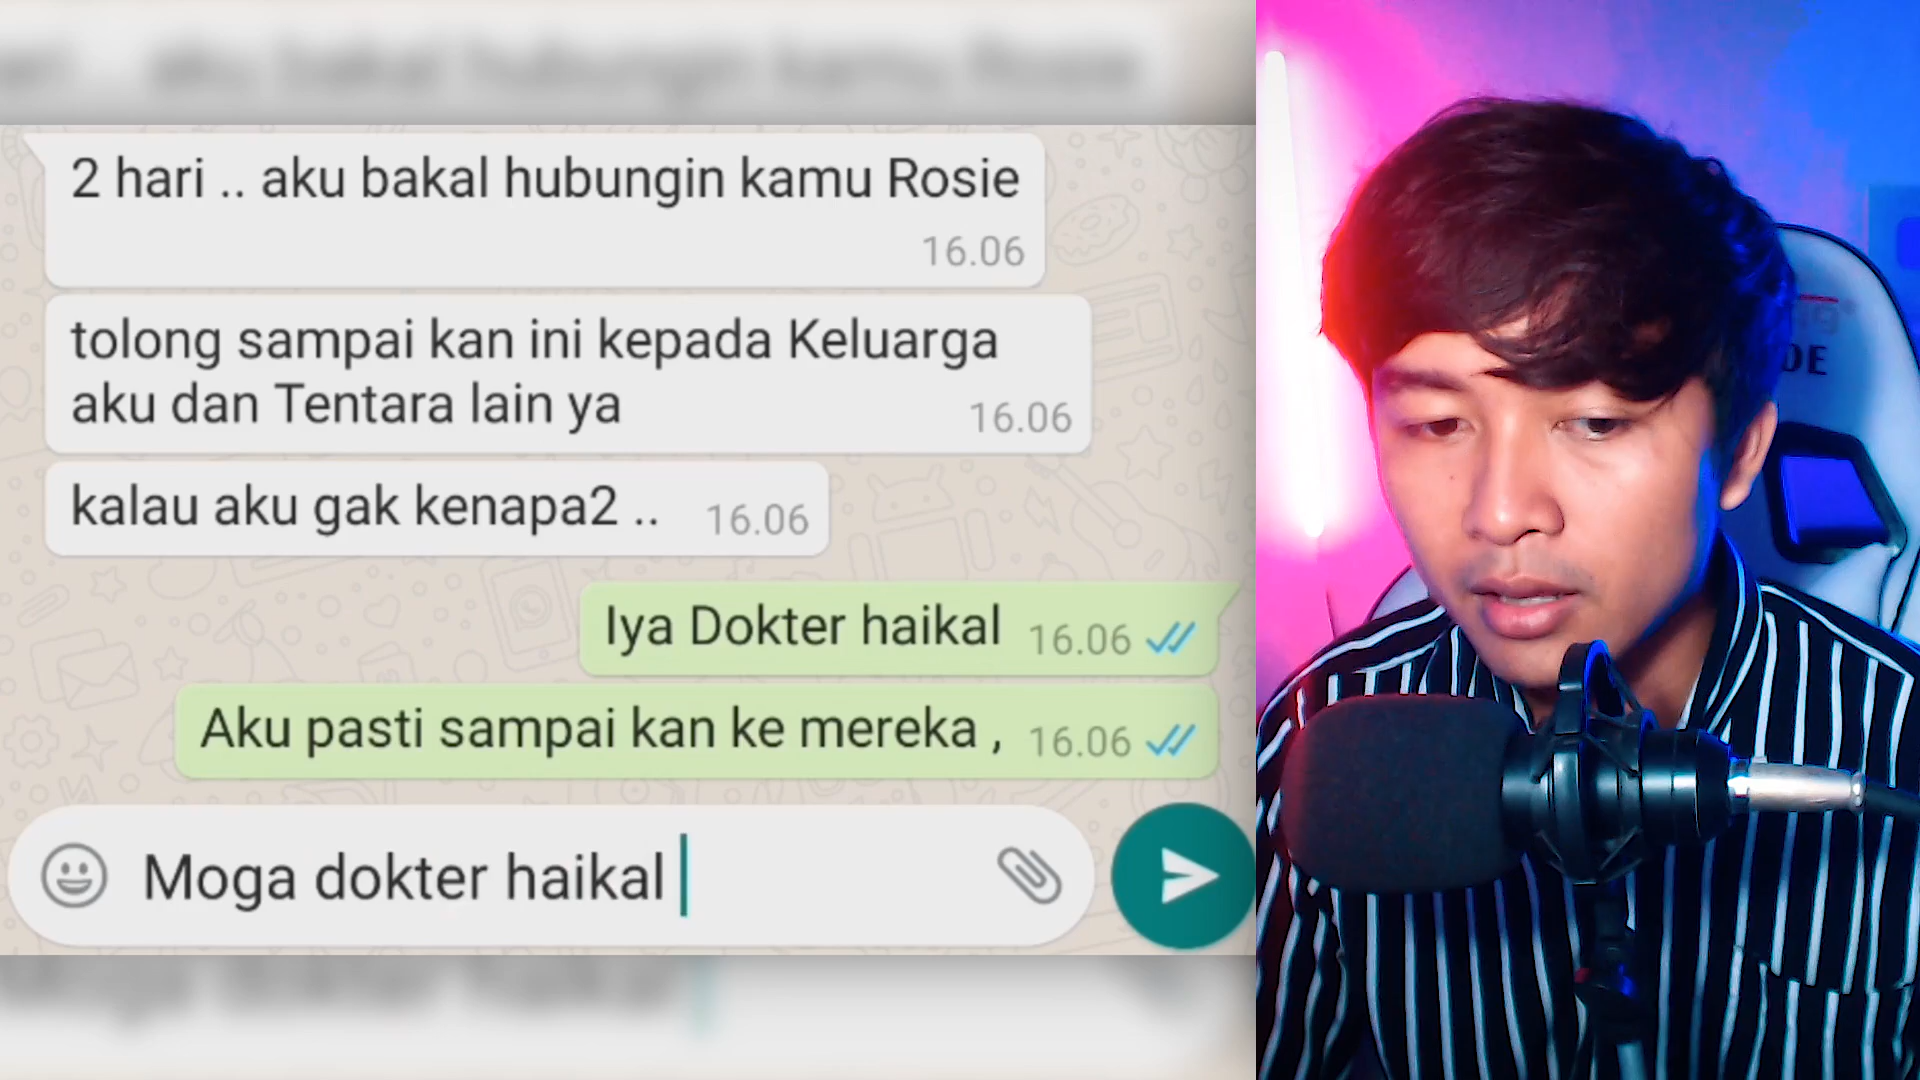 2 hari .. aku bakal hubungin kamu Rosie
16.06
tolong sampai kan ini kepada Keluarga
aku dan Tentara lain ya 16.06
kalau aku gak kenapa2 .. 16.06
Iya Dokter haikal 16.06
Aku pasti sampai kan ke mereka , 16.06
Moga dokter haikal